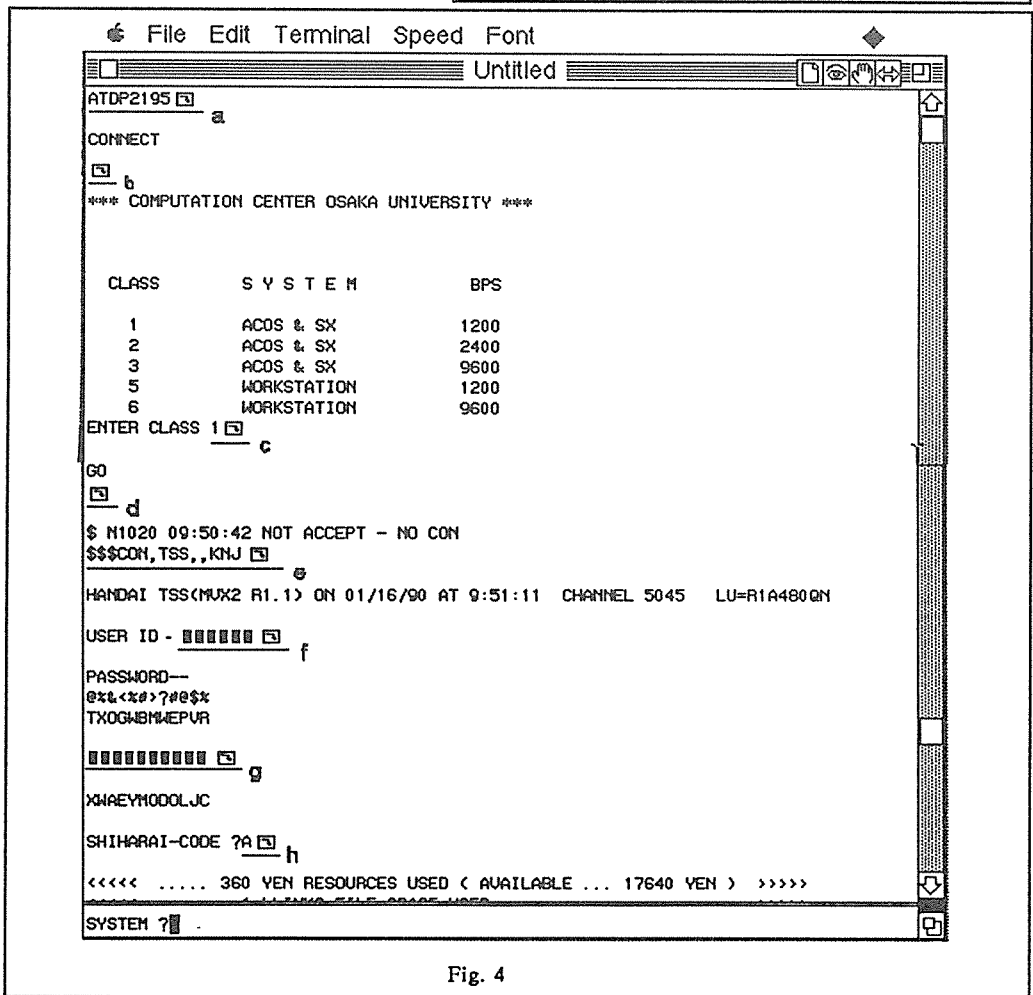 File Edit Terminal Speed Font
Untitled
ATDP2195
a
CONNECT
b
*** COMPUTATION CENTER OSAKA UNIVERSITY ***
CLASS S Y S T E M BPS
1 ACOS & SX 1200
2 ACOS & SX 2400
3 ACOS & SX 9600
5 WORKSTATION 1200
6 WORKSTATION 9600
ENTER CLASS 1
c
GO
d
$ N1020 09:50:42 NOT ACCEPT - NO CON
$$$CON,TSS,,KNJ
e
HANDAI TSS(MVX2 R1.1) ON 01/16/90 AT 9:51:11 CHANNEL 5045 LU=R1A480QN
USER ID -
f
PASSWORD--
@%&<%#>?#@$%
TXOGWBMWEPVR
g
XWAEYMODOLJC
SHIHARAI-CODE ?A
h
<<<<< ..... 360 YEN RESOURCES USED ( AVAILABLE ... 17640 YEN ) >>>>>
SYSTEM ?
Fig. 4